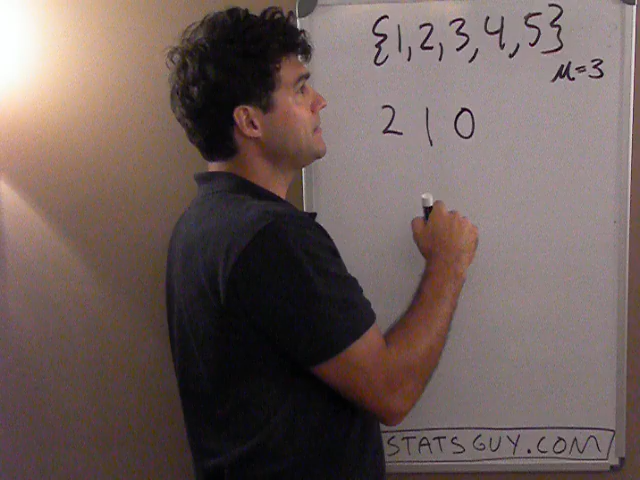 {1,2,3,4,5}
μ=3
2 1 0
STATSGUY.COM